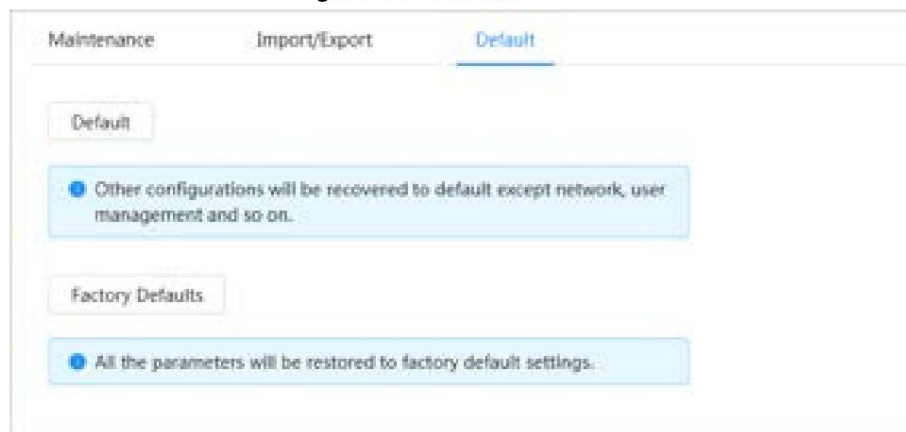 Maintenance Import/Export Default
Default
Other configurations will be recovered to default except network, user
management and so on.
Factory Defaults
All the parameters will be restored to factory default settings.